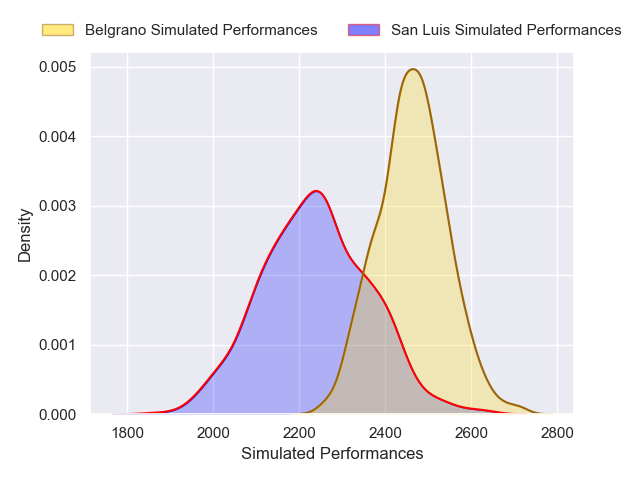 Belgrano Simulated Performances
San Luis Simulated Performances
0.005
0.004
0.003
0.002
0.001
0.000
1800 2000 2200 2400 2600 2800
Density
Simulated Performances